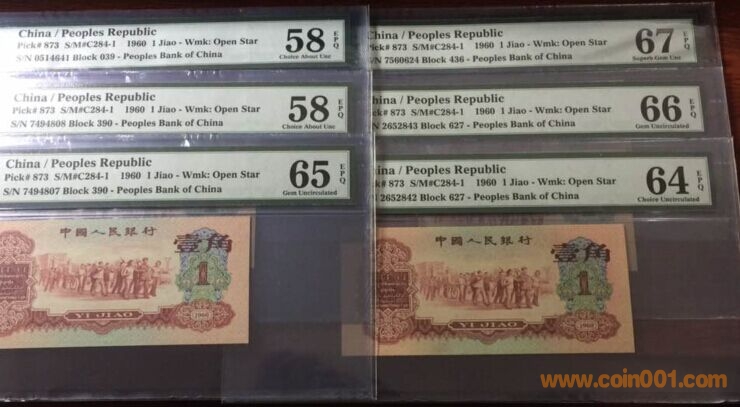 China / Peoples Republic
Pick# 873 S/M#C284-1 1960 1 Jiao - Wmk: Open Star
S/N 0514641 Block 039 - Peoples Bank of China
58 EPQ
Choice About Unc
China / Peoples Republic
Pick# 873 S/M#C284-1 1960 1 Jiao - Wmk: Open Star
S/N 7494808 Block 390 - Peoples Bank of China
58 EPQ
Choice About Unc
China / Peoples Republic
Pick# 873 S/M#C284-1 1960 1 Jiao - Wmk: Open Star
S/N 7494807 Block 390 - Peoples Bank of China
65 EPQ
Gem Uncirculated
中國人民銀行
壹角
1
YI JIAO
1960
China / Peoples Republic
Pick# 873 S/M#C284-1 1960 1 Jiao - Wmk: Open Star
S/N 7560624 Block 436 - Peoples Bank of China
67 EPQ
Superb Gem Unc
China / Peoples Republic
873 S/M#C284-1 1960 1 Jiao - Wmk: Open Star
2652843 Block 627 - Peoples Bank of China
66 EPQ
Gem Uncirculated
China / Peoples Republic
873 S/M#C284-1 1960 1 Jiao - Wmk: Open Star
2652842 Block 627 - Peoples Bank of China
64 EPQ
Choice Uncirculated
中國人民銀行
壹角
1
YI JIAO
1960
www.coin001.com